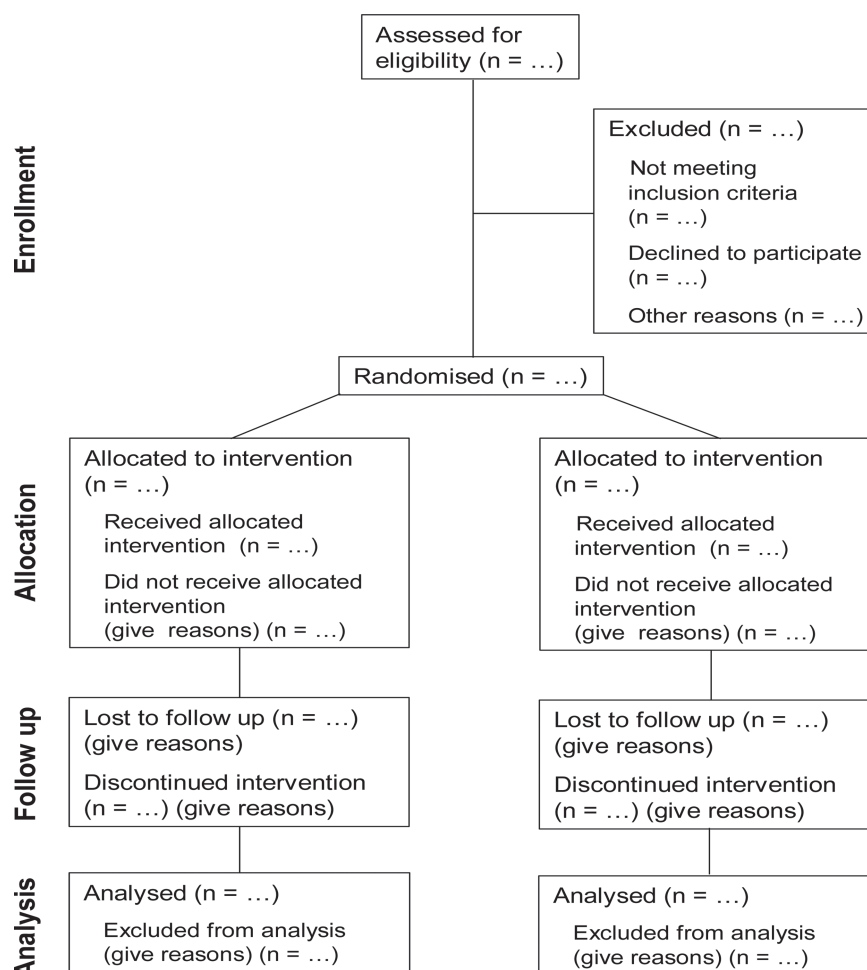 Assessed for
eligibility (n = …)
Enrollment
Excluded (n = …)
Not meeting
inclusion criteria
(n = …)
Declined to participate
(n = …)
Other reasons (n = …)
Randomised (n = …)
Allocation
Allocated to intervention
(n = …)
Received allocated
intervention (n = …)
Did not receive allocated
intervention
(give reasons) (n = …)
Allocated to intervention
(n = …)
Received allocated
intervention (n = …)
Did not receive allocated
intervention
(give reasons) (n = …)
Follow up
Lost to follow up (n = …)
(give reasons)
Discontinued intervention
(n = …) (give reasons)
Lost to follow up (n = …)
(give reasons)
Discontinued intervention
(n = …) (give reasons)
Analysis
Analysed (n = …)
Excluded from analysis
(give reasons) (n = …)
Analysed (n = …)
Excluded from analysis
(give reasons) (n = …)